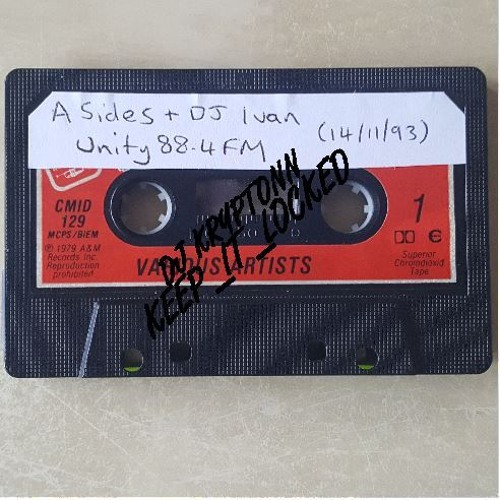 A Sides + DJ Ivan
Unity 88.4 FM
(14/11/93)
CMID
129
MCPS/BIEM
℗ 1979 A&M
Records Inc.
Reproduction
prohibited
VARIOUS ARTISTS
1
Superior
Chromdioxid
Tape
DJ KRYPTONN
KEEP_IT_LOCKED